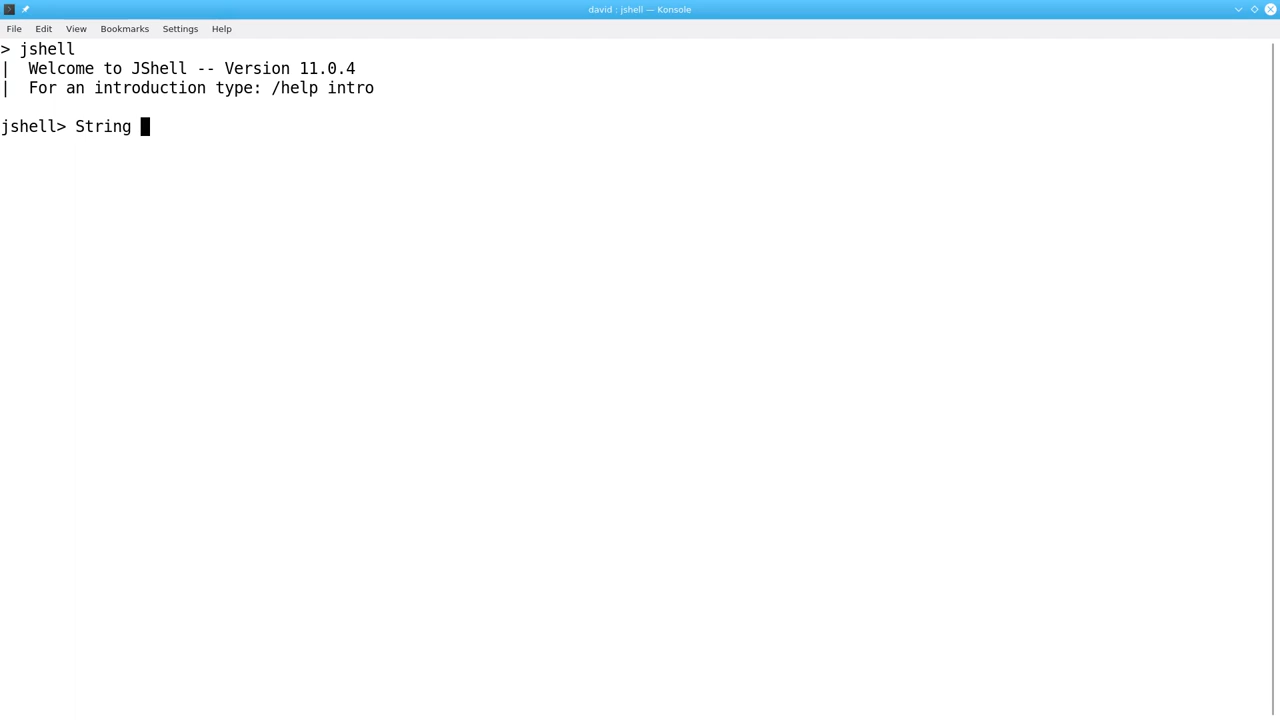 david : jshell — Konsole
File Edit View Bookmarks Settings Help
> jshell
|  Welcome to JShell -- Version 11.0.4
|  For an introduction type: /help intro
jshell> String